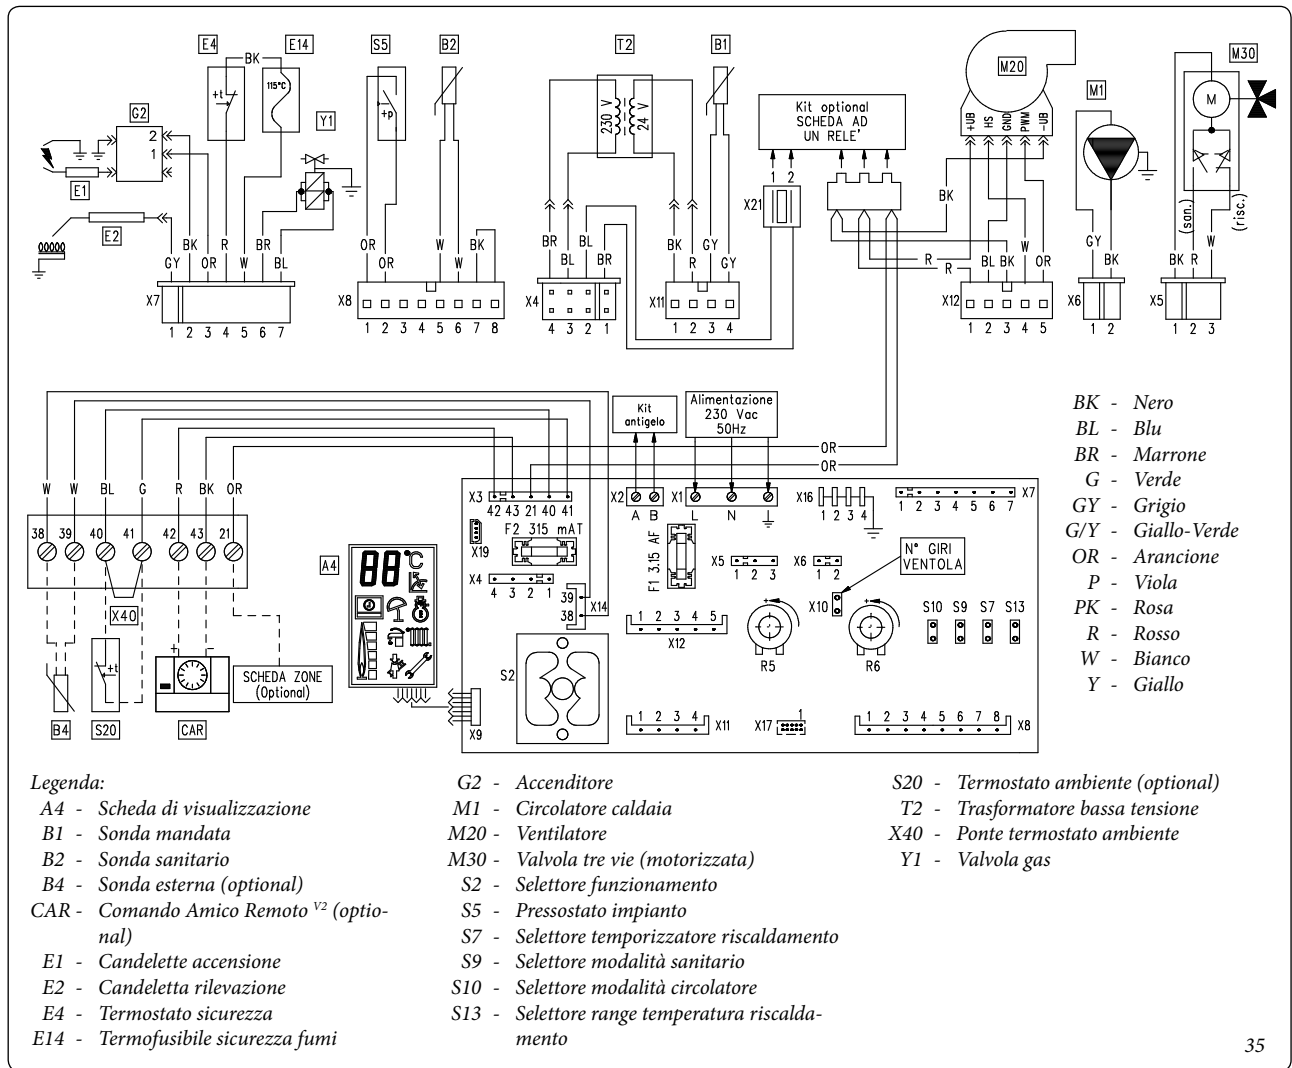 E4
E14
S5
B2
T2
B1
M20
M1
M30
BK
115°C
+t
+p
G2
2
1
Y1
E1
E2
230 V
24 V
Kit optional
SCHEDA AD
UN RELE'
1 2
X21
+UB HS GND PWM -UB
BK
M
(san.)
(risc.)
GY BK OR R W BR BL
OR OR
W W BK
BR BL BL BR
BK R GY GY
R R BL BK W OR
GY BK
BK R W
X7
1 2 3 4 5 6 7
X8
1 2 3 4 5 6 7 8
X4
4 3 2 1
X11
1 2 3 4
X12
1 2 3 4 5
X6
1 2
X5
1 2 3
Kit
antigelo
Alimentazione
230 Vac
50Hz
OR
OR
W W BL G R BK OR
38 39 40 41 42 43 21
X40
+t
+ -
B4
S20
CAR
SCHEDA ZONE
(Optional)
A4
88°C
X3
42 43 21 40 41
X2
A B
X1
L N
X16
1 2 3 4
1 2 3 4 5 6 7
X7
X19
F2 315 mAT
F1 3.15 AF
X4
4 3 2 1
39
38
X14
X5
1 2 3
X6
1 2
N° GIRI
VENTOLA
X10
1 2 3 4 5
X12
+
R5
+
R6
S10 S9 S7 S13
S2
X9
1 2 3 4
X11
X17
1
1 2 3 4 5 6 7 8
X8
BK - Nero
BL - Blu
BR - Marrone
G - Verde
GY - Grigio
G/Y - Giallo-Verde
OR - Arancione
P - Viola
PK - Rosa
R - Rosso
W - Bianco
Y - Giallo
Legenda:
A4 - Scheda di visualizzazione
B1 - Sonda mandata
B2 - Sonda sanitario
B4 - Sonda esterna (optional)
CAR - Comando Amico Remoto V2 (optio-
nal)
E1 - Candelette accensione
E2 - Candeletta rilevazione
E4 - Termostato sicurezza
E14 - Termofusibile sicurezza fumi
G2 - Accenditore
M1 - Circolatore caldaia
M20 - Ventilatore
M30 - Valvola tre vie (motorizzata)
S2 - Selettore funzionamento
S5 - Pressostato impianto
S7 - Selettore temporizzatore riscaldamento
S9 - Selettore modalità sanitario
S10 - Selettore modalità circolatore
S13 - Selettore range temperatura riscalda-
mento
S20 - Termostato ambiente (optional)
T2 - Trasformatore bassa tensione
X40 - Ponte termostato ambiente
Y1 - Valvola gas
35